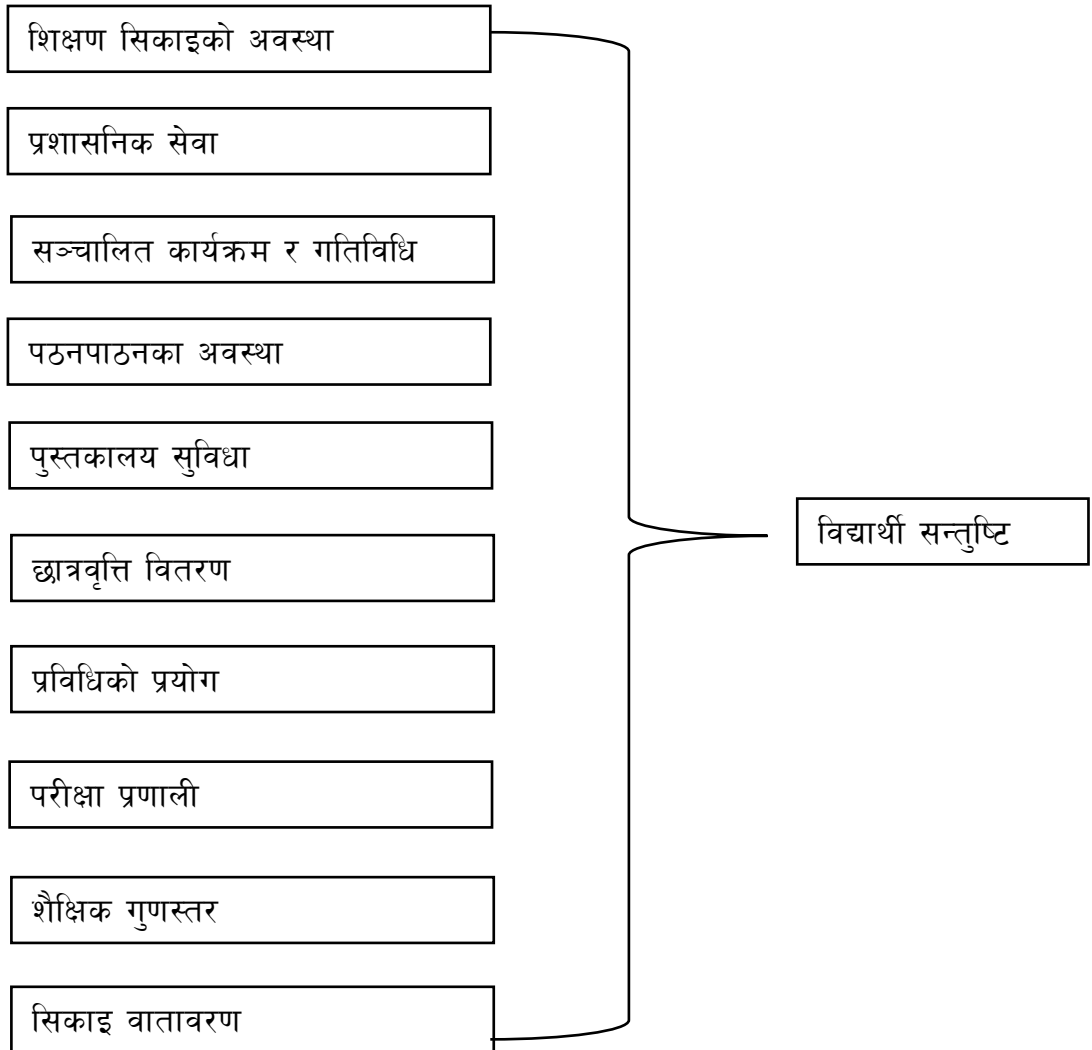 शिक्षण सिकाइको अवस्था
प्रशासनिक सेवा
सञ्चालित कार्यक्रम र गतिविधि
पठनपाठनका अवस्था
पुस्तकालय सुविधा
छात्रवृत्ति वितरण
प्रविधिको प्रयोग
परीक्षा प्रणाली
शैक्षिक गुणस्तर
सिकाइ वातावरण
विद्यार्थी सन्तुष्टि